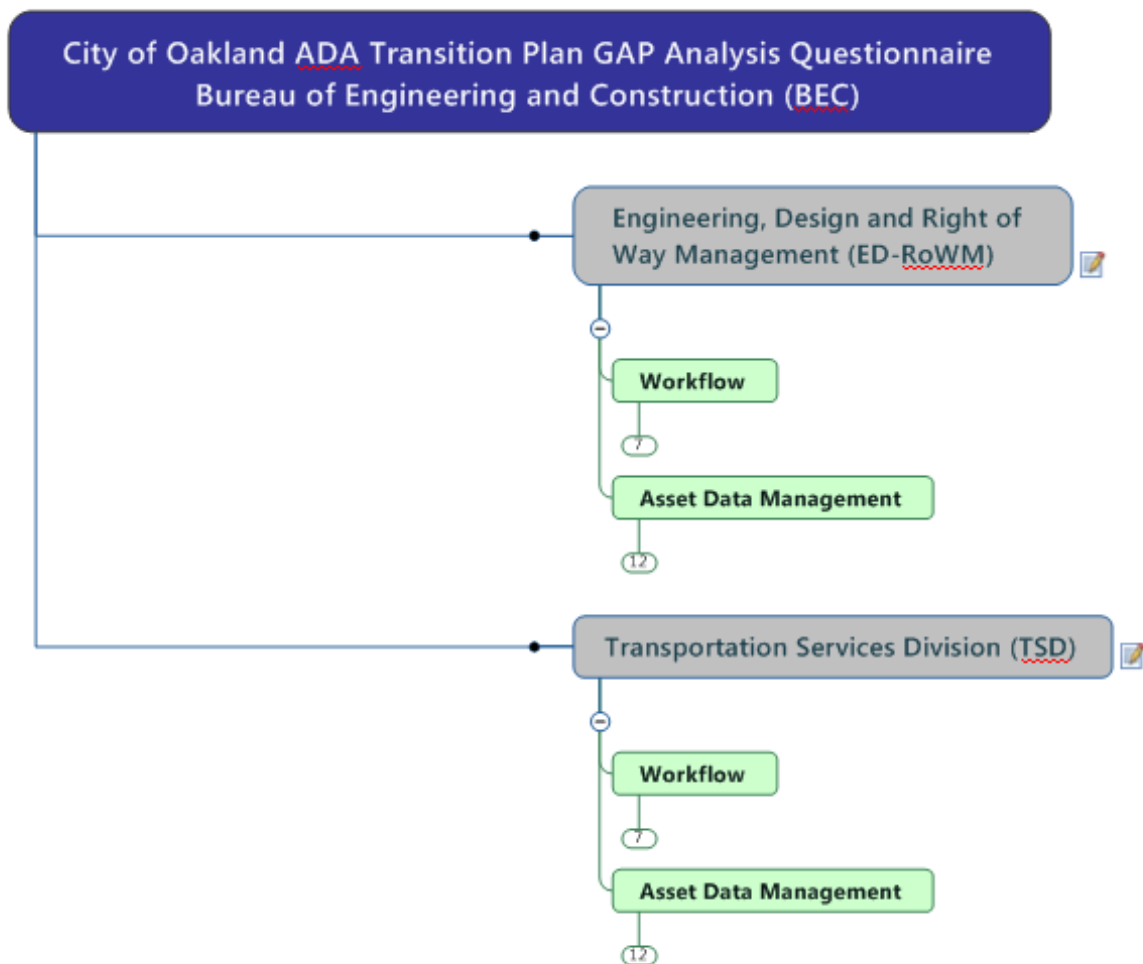 City of Oakland ADA Transition Plan GAP Analysis Questionnaire
Bureau of Engineering and Construction (BEC)
Engineering, Design and Right of
Way Management (ED-RoWM)
Workflow
7
Asset Data Management
12
Transportation Services Division (TSD)
Workflow
7
Asset Data Management
12